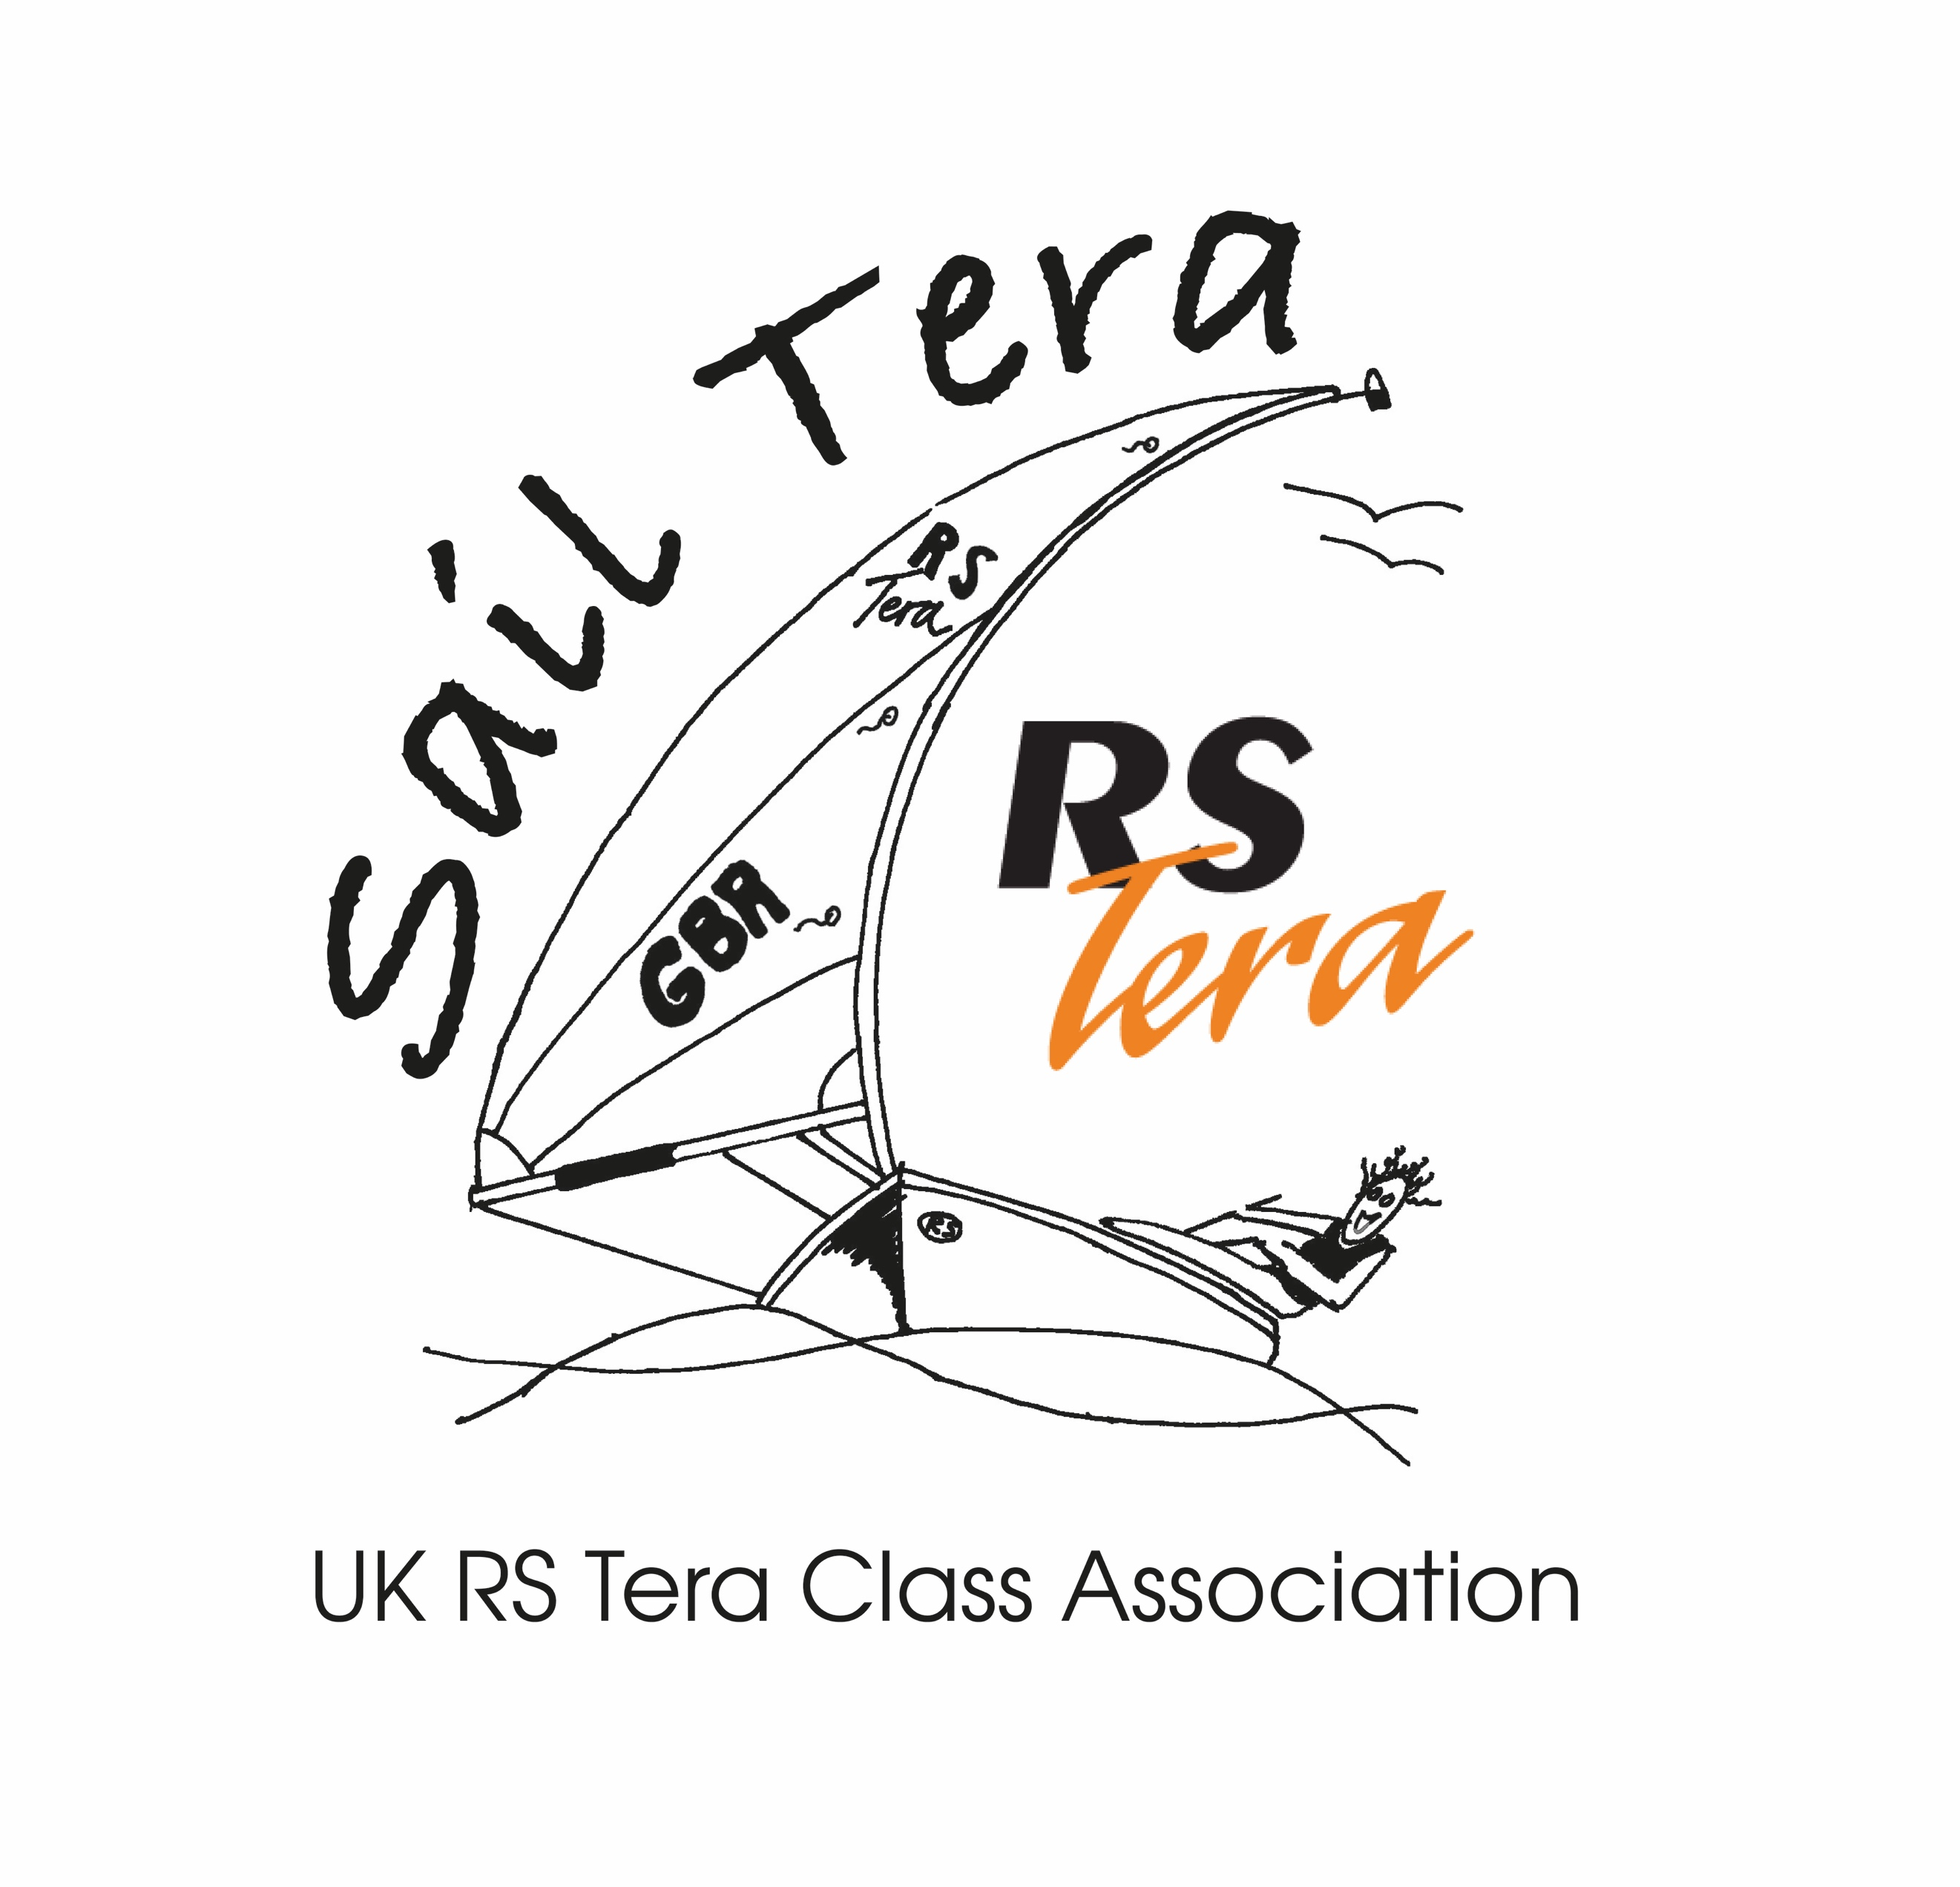 Sail Tera
RS
Tera
GBR
RS
Tera
RS
UK RS Tera Class Association